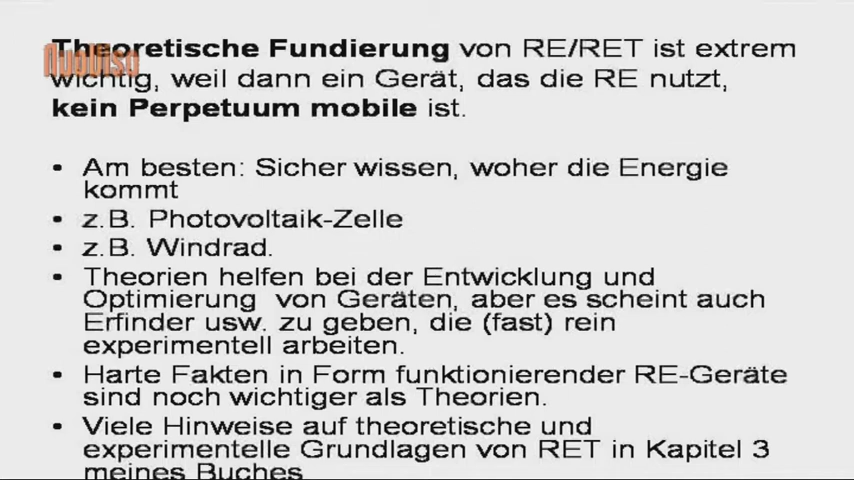 Theoretische Fundierung von RE/RET ist extrem
NuoViso
wichtig, weil dann ein Gerät, das die RE nutzt,
kein Perpetuum mobile ist.
• Am besten: Sicher wissen, woher die Energie
kommt
• z.B. Photovoltaik-Zelle
• z.B. Windrad.
• Theorien helfen bei der Entwicklung und
Optimierung von Geräten, aber es scheint auch
Erfinder usw. zu geben, die (fast) rein
experimentell arbeiten.
• Harte Fakten in Form funktionierender RE-Geräte
sind noch wichtiger als Theorien.
• Viele Hinweise auf theoretische und
experimentelle Grundlagen von RET in Kapitel 3
meines Buches